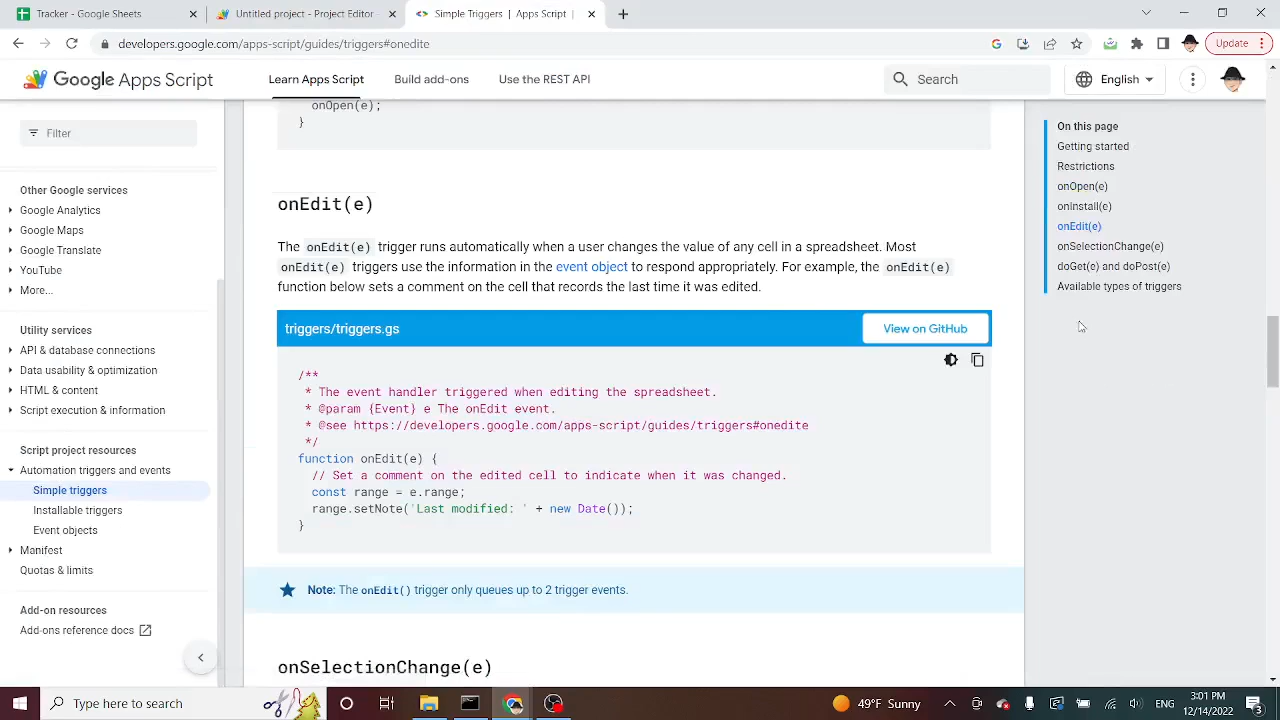 Tracker - Google Sheets
Untitled project - Project Editor
Simple Triggers | Apps Script |
developers.google.com/apps-script/guides/triggers#onedite
Update
Google Apps Script
Learn Apps Script
Build add-ons
Use the REST API
Search
English
Filter
Other Google services
Google Analytics
Google Maps
Google Translate
YouTube
More...
Utility services
API & database connections
Data usability & optimization
HTML & content
Script execution & information
Script project resources
Automation triggers and events
Simple triggers
Installable triggers
Event objects
Manifest
Quotas & limits
Add-on resources
Add-ons reference docs
onOpen(e);
}
onEdit(e)
The onEdit(e) trigger runs automatically when a user changes the value of any cell in a spreadsheet. Most
onEdit(e) triggers use the information in the event object to respond appropriately. For example, the onEdit(e)
function below sets a comment on the cell that records the last time it was edited.
triggers/triggers.gs
View on GitHub
/**
* The event handler triggered when editing the spreadsheet.
* @param {Event} e The onEdit event.
* @see https://developers.google.com/apps-script/guides/triggers#onedite
*/
function onEdit(e) {
// Set a comment on the edited cell to indicate when it was changed.
const range = e.range;
range.setNote('Last modified: ' + new Date());
}
Note: The onEdit() trigger only queues up to 2 trigger events.
onSelectionChange(e)
On this page
Getting started
Restrictions
onOpen(e)
onInstall(e)
onEdit(e)
onSelectionChange(e)
doGet(e) and doPost(e)
Available types of triggers
Type here to search
49°F Sunny
3:01 PM
12/14/2022